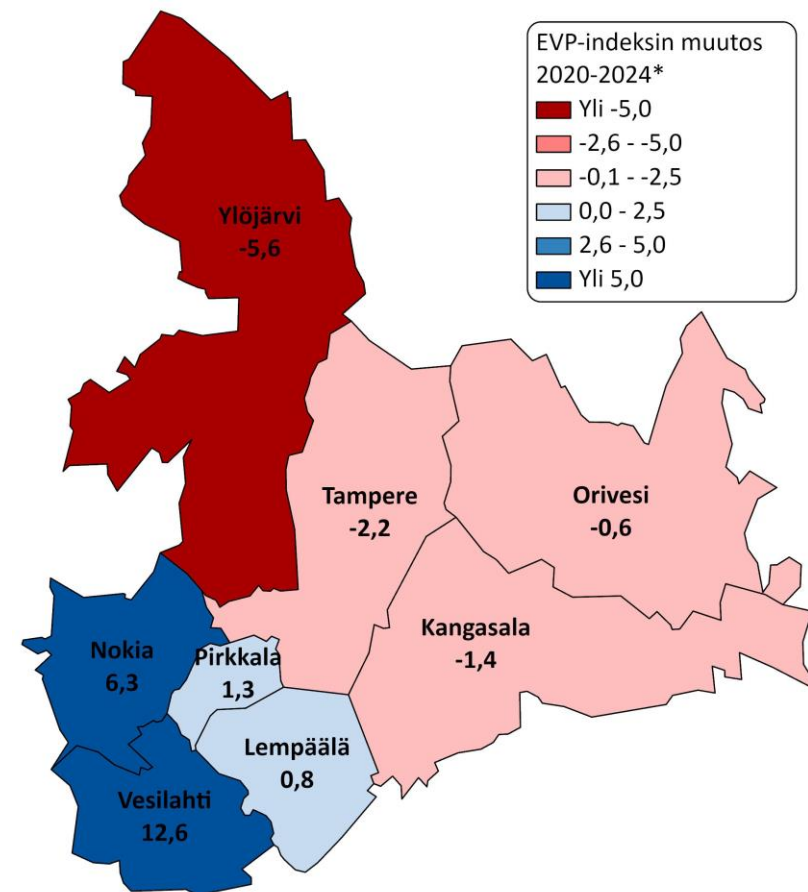 EVP-indeksin muutos
2020-2024*
Yli -5,0
-2,6 - -5,0
-0,1 - -2,5
0,0 - 2,5
2,6 - 5,0
Yli 5,0
Ylöjärvi
-5,6
Tampere
-2,2
Orivesi
-0,6
Kangasala
-1,4
Nokia
6,3
Pirkkala
1,3
Lempäälä
0,8
Vesilahti
12,6